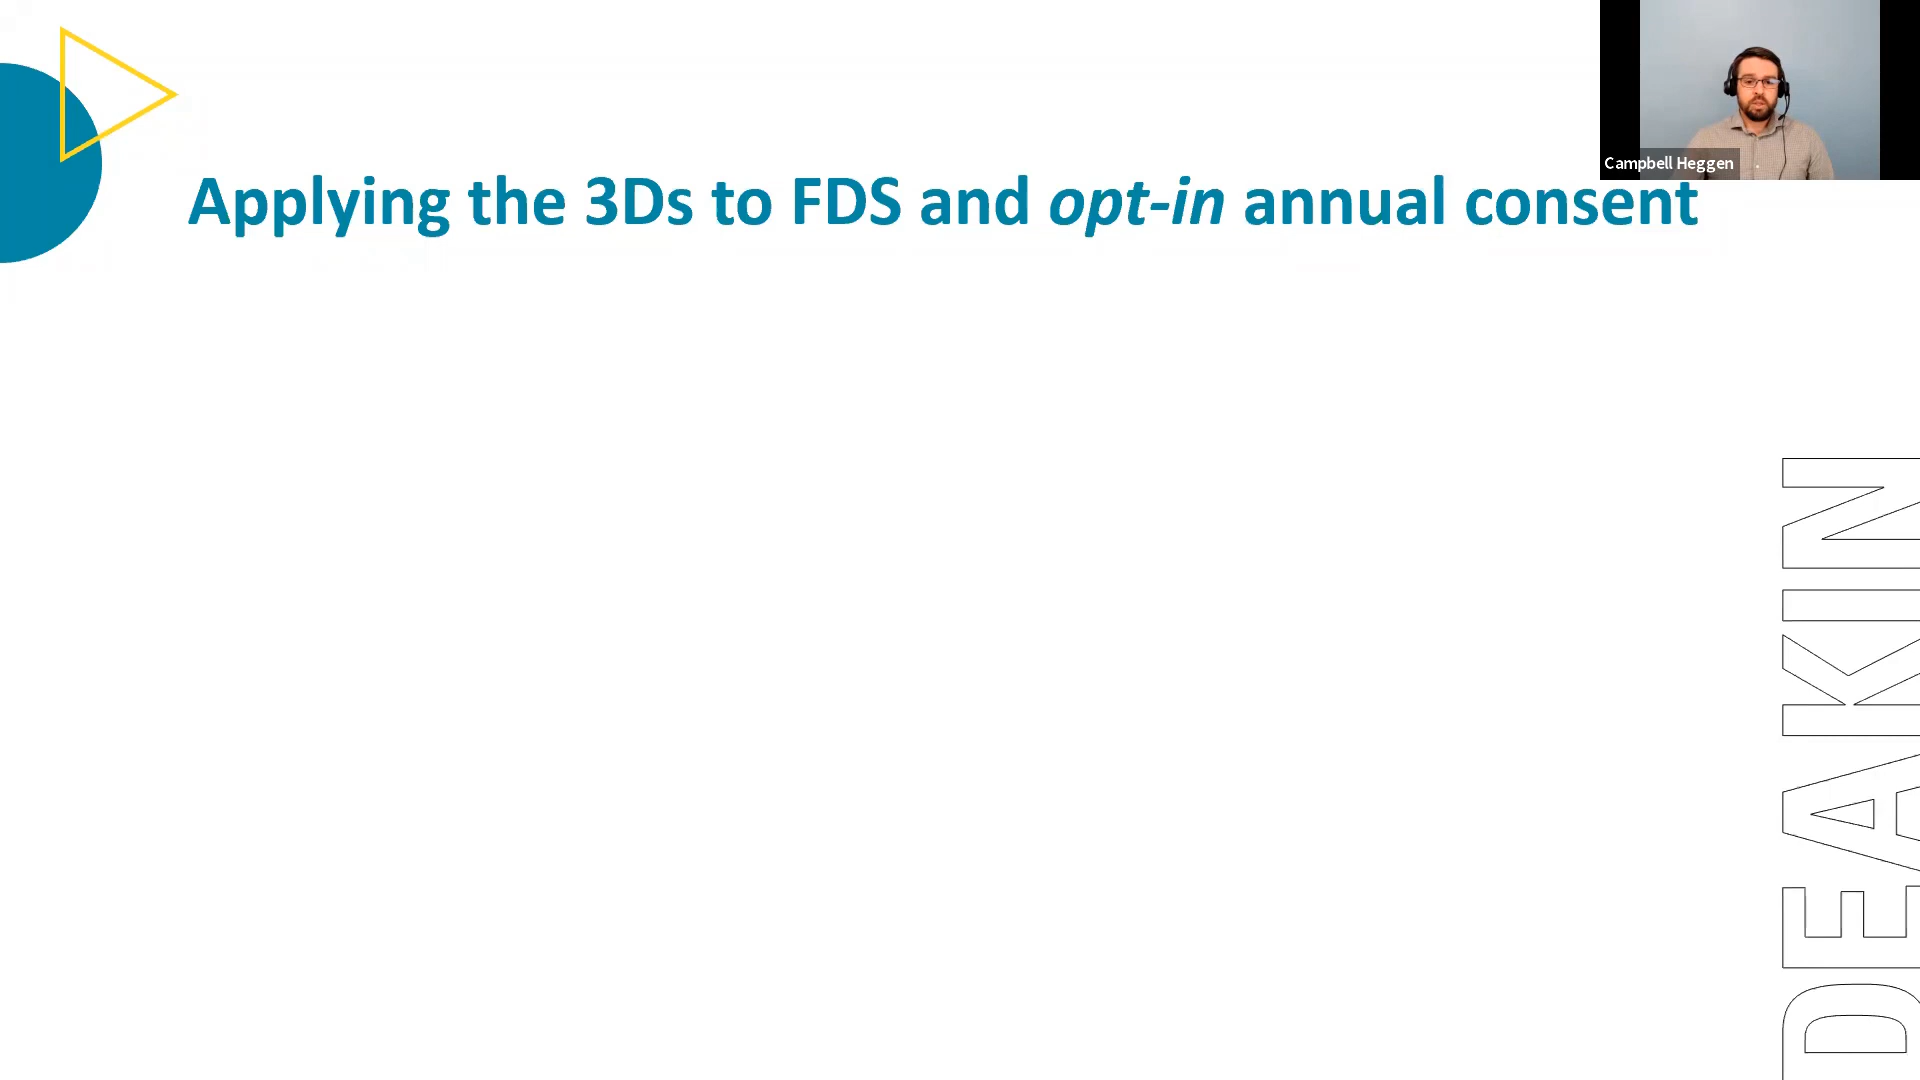 Campbell Heggen
Applying the 3Ds to FDS and opt-in annual consent
DEAKIN